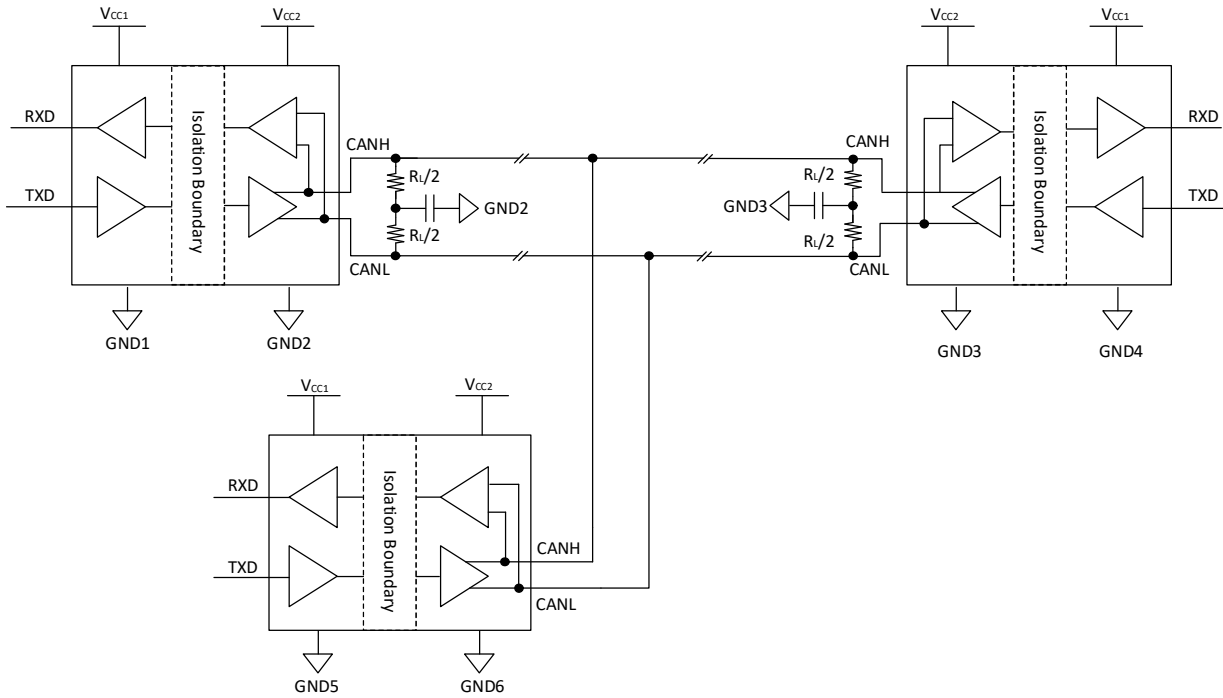 VCC1
VCC2
VCC2
VCC1
RXD
TXD
Isolation Boundary
CANH
CANL
RL/2
RL/2
GND2
GND1
GND2
CANH
CANL
RL/2
RL/2
GND3
Isolation Boundary
RXD
TXD
GND3
GND4
VCC1
VCC2
RXD
TXD
Isolation Boundary
CANH
CANL
GND5
GND6